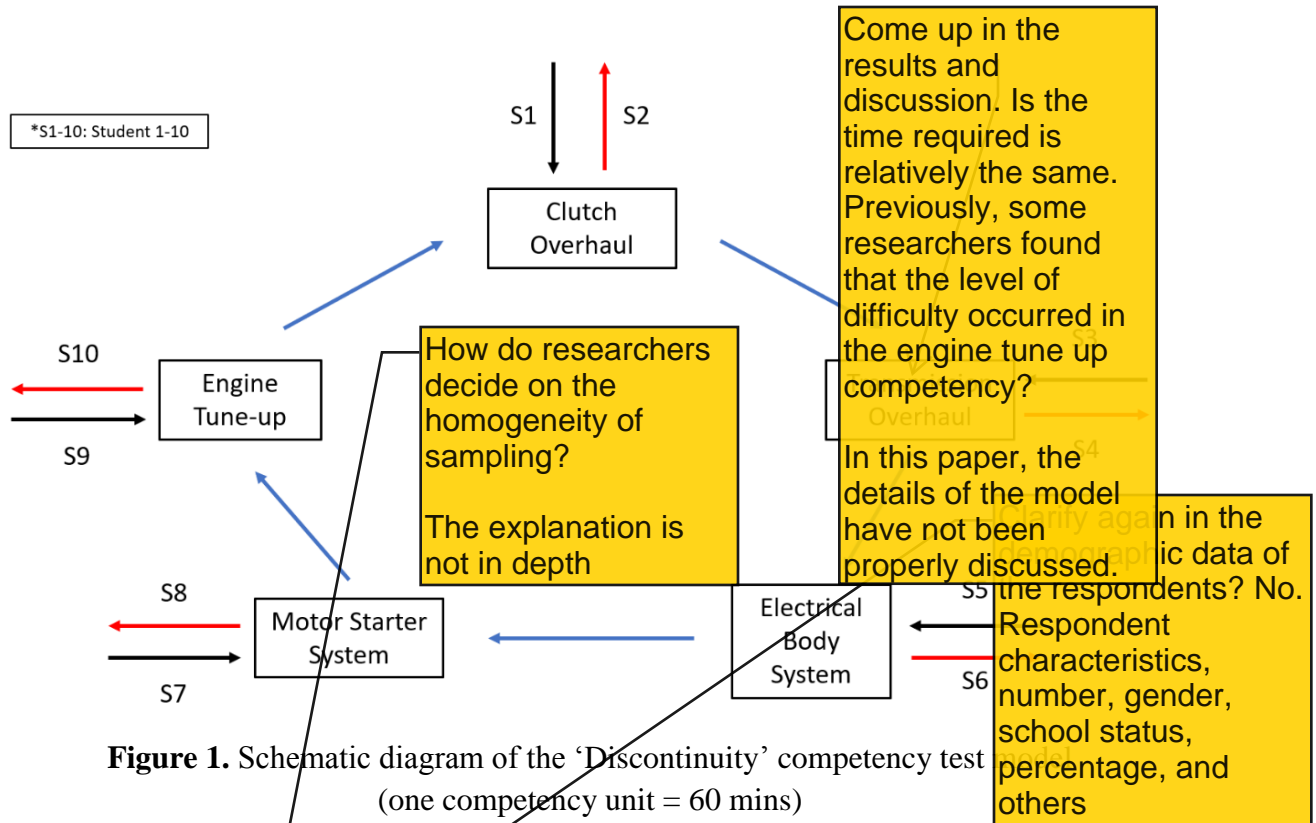 *S1-10: Student 1-10
S1
S2
Clutch
Overhaul
Come up in the
results and
discussion. Is the
time required is
relatively the same.
Previously, some
researchers found
that the level of
difficulty occurred in
the engine tune up
competency?
In this paper, the
details of the model
have not been
properly discussed.
S3
Overhaul
S4
S10
Engine
Tune-up
S9
How do researchers
decide on the
homogeneity of
sampling?
The explanation is
not in depth
S8
Motor Starter
System
S7
Electrical
Body
System
S5
S6
Clarify again in the
demographic data of
the respondents? No.
Respondent
characteristics,
number, gender,
school status,
percentage, and
others
Figure 1. Schematic diagram of the ‘Discontinuity’ competency test model
(one competency unit = 60 mins)